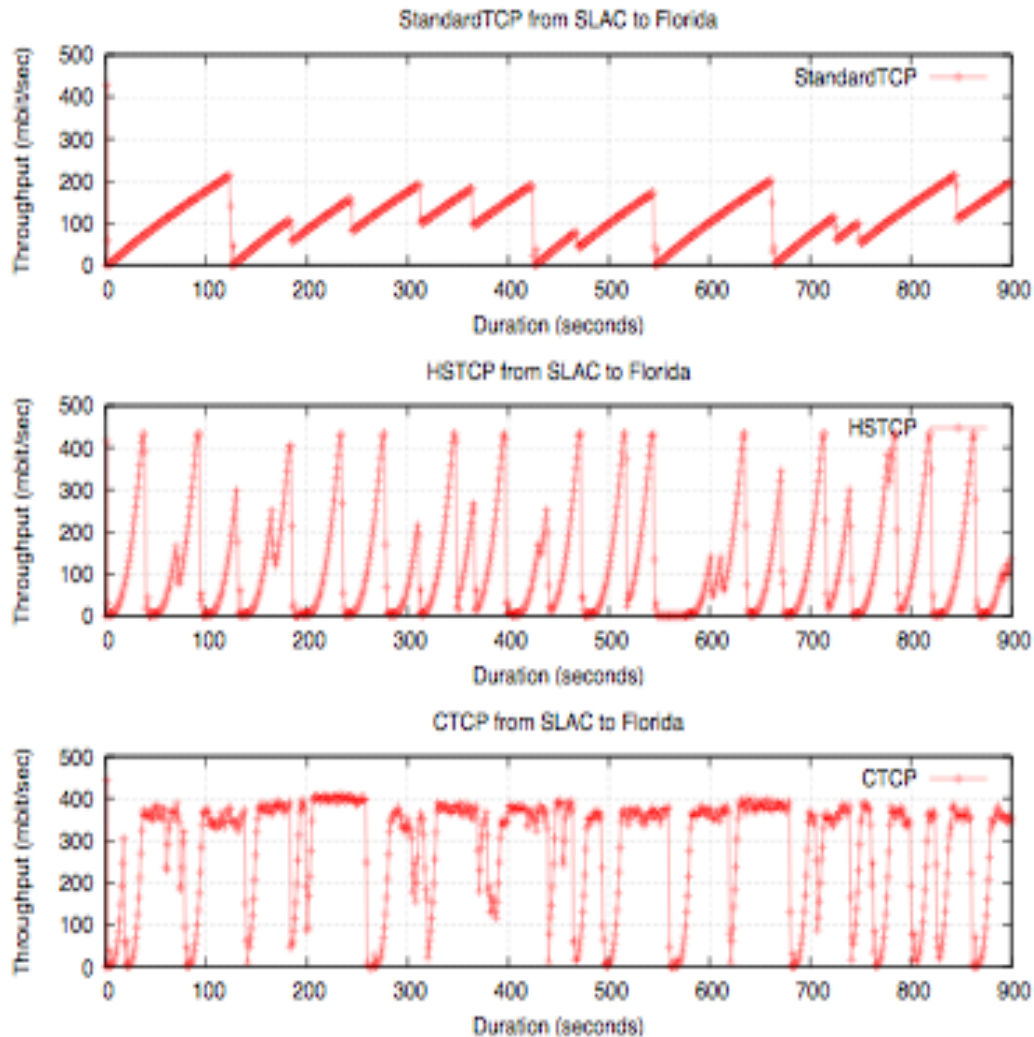 StandardTCP from SLAC to Florida
Throughput (mbit/sec)
500
400
300
200
100
0
StandardTCP
0 100 200 300 400 500 600 700 800 900
Duration (seconds)
HSTCP from SLAC to Florida
Throughput (mbit/sec)
500
400
300
200
100
0
HSTCP
0 100 200 300 400 500 600 700 800 900
Duration (seconds)
CTCP from SLAC to Florida
Throughput (mbit/sec)
500
400
300
200
100
0
CTCP
0 100 200 300 400 500 600 700 800 900
Duration (seconds)